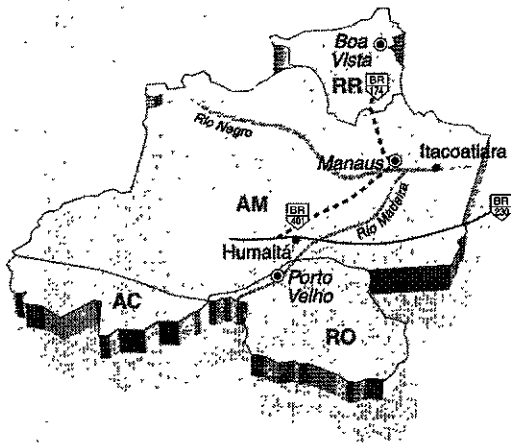 Boa
Vista
RR
BR
174
Rio Negro
Manaus
Itacoatiara
AM
BR
401
Rio Madeira
BR
230
Humaitá
Porto
Velho
AC
RO